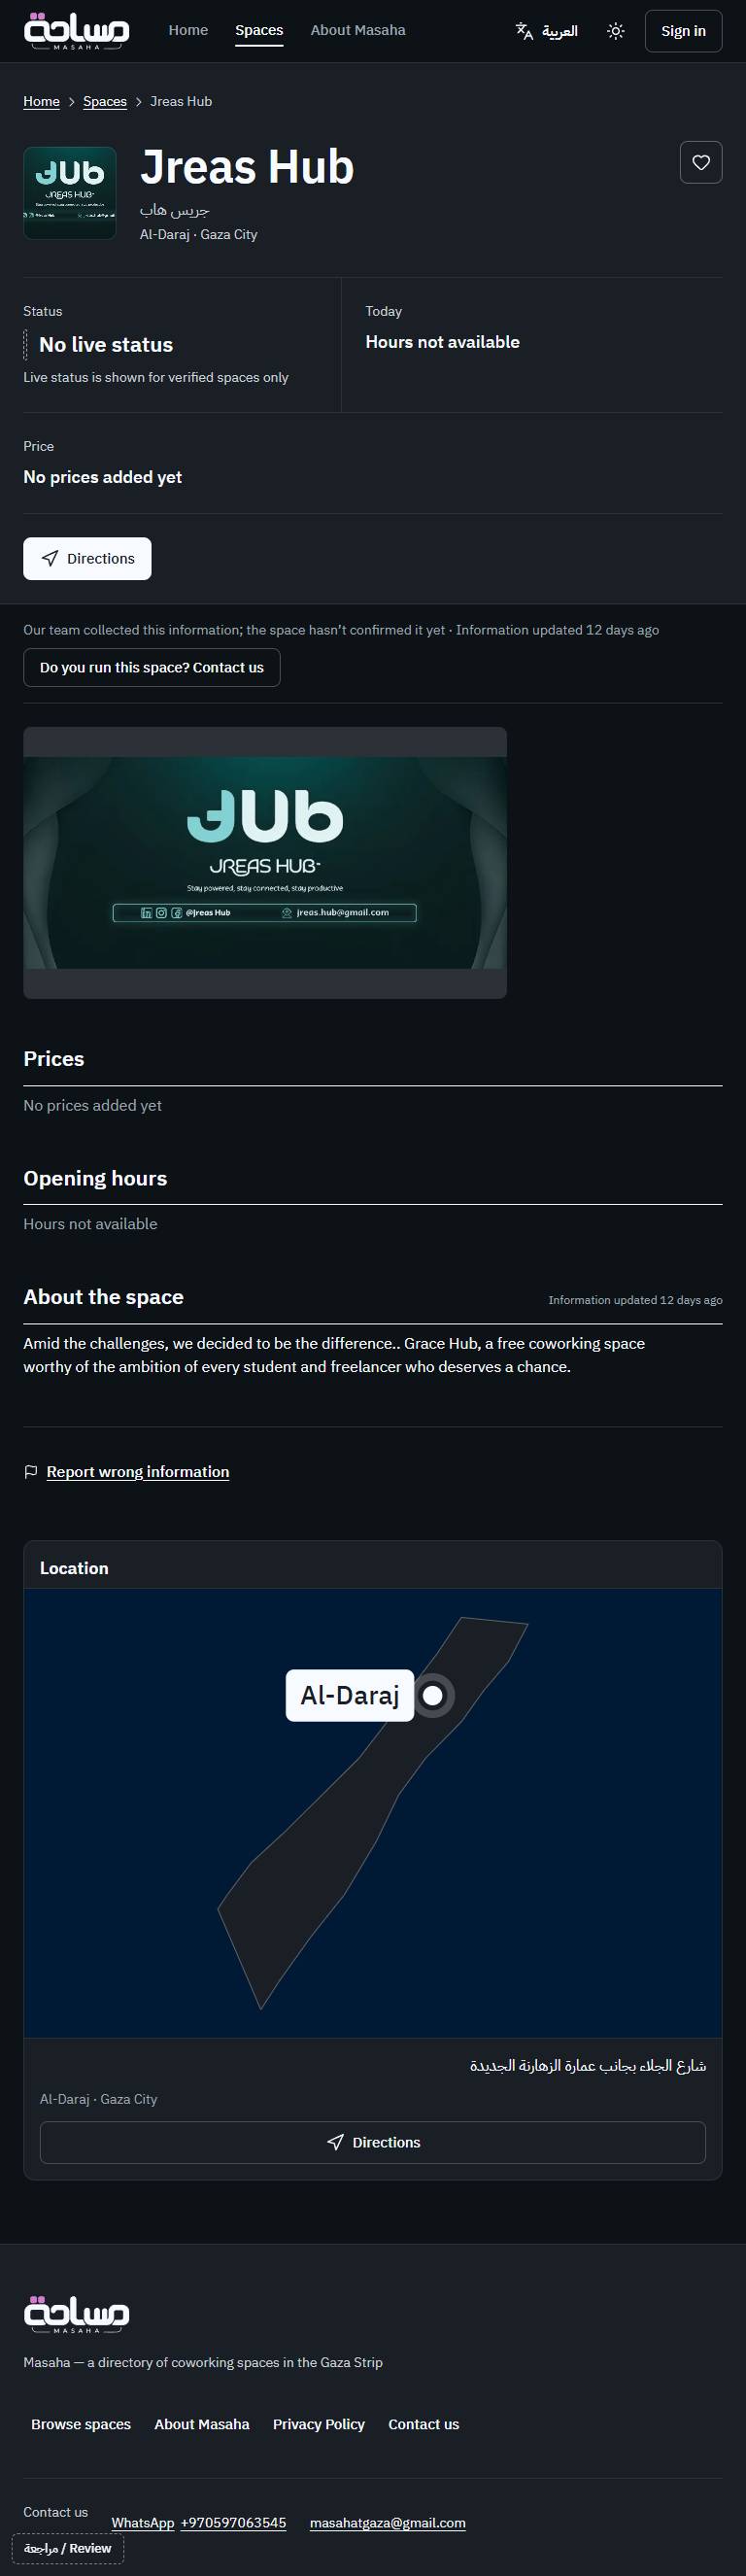 مساحة
MASAHA
Home
Spaces
About Masaha
العربية
Sign in
Home > Spaces > Jreas Hub
JUb
JREAS HUB
Jreas Hub
جريس هاب
Al-Daraj · Gaza City
Status
No live status
Live status is shown for verified spaces only
Today
Hours not available
Price
No prices added yet
Directions
Our team collected this information; the space hasn’t confirmed it yet · Information updated 12 days ago
Do you run this space? Contact us
JUb
JREAS HUB
Stay powered, stay connected, stay productive
@Jreas Hub
jreas.hub@gmail.com
Prices
No prices added yet
Opening hours
Hours not available
About the space
Information updated 12 days ago
Amid the challenges, we decided to be the difference.. Grace Hub, a free coworking space
worthy of the ambition of every student and freelancer who deserves a chance.
Report wrong information
Location
Al-Daraj
شارع الجلاء بجانب عمارة الزهارنة الجديدة
Al-Daraj · Gaza City
Directions
مساحة
MASAHA
Masaha — a directory of coworking spaces in the Gaza Strip
Browse spaces
About Masaha
Privacy Policy
Contact us
Contact us
WhatsApp +970597063545
masahatgaza@gmail.com
مراجعة / Review